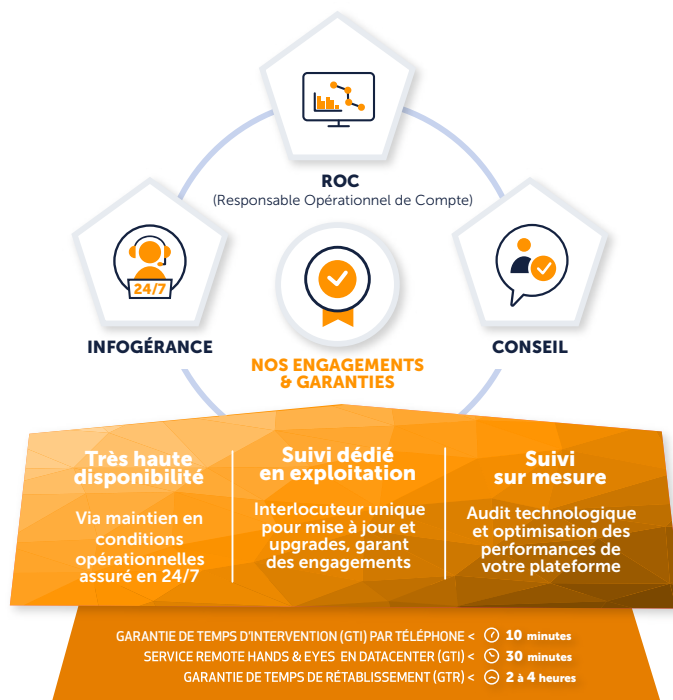 ROC
(Responsable Opérationnel de Compte)
24/7
INFOGÉRANCE
CONSEIL
NOS ENGAGEMENTS
& GARANTIES
Très haute
disponibilité
Via maintien en
conditions
opérationnelles
assuré en 24/7
Suivi dédié
en exploitation
Interlocuteur unique
pour mise à jour et
upgrades, garant
des engagements
Suivi
sur mesure
Audit technologique
et optimisation des
performances de
votre plateforme
GARANTIE DE TEMPS D'INTERVENTION (GTI) PAR TÉLÉPHONE < 10 minutes
SERVICE REMOTE HANDS & EYES EN DATACENTER (GTI) < 30 minutes
GARANTIE DE TEMPS DE RÉTABLISSEMENT (GTR) < 2 à 4 heures